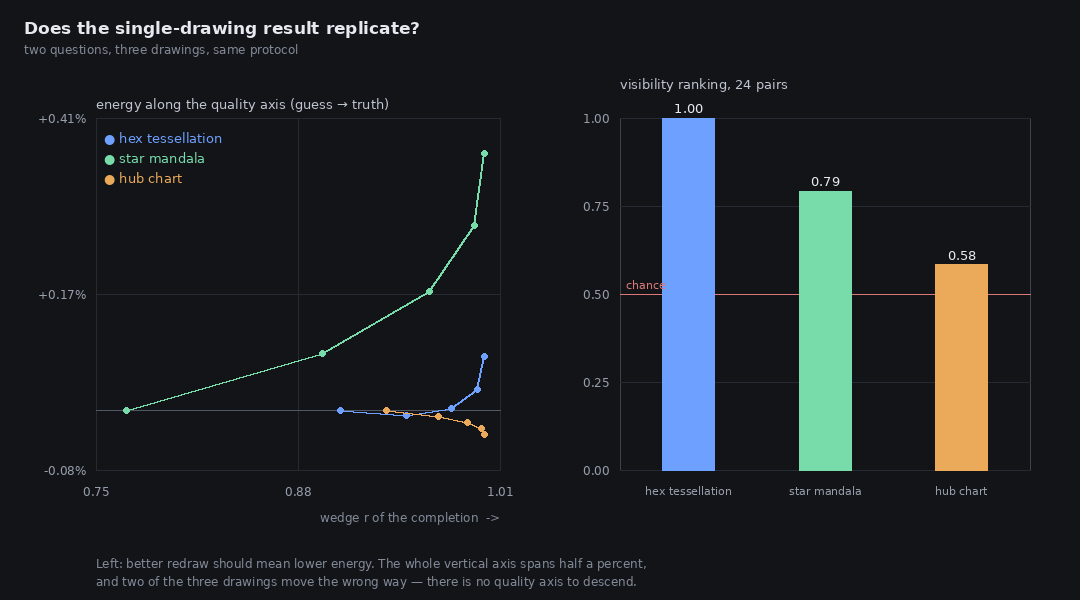 Does the single-drawing result replicate?
two questions, three drawings, same protocol
energy along the quality axis (guess → truth)
+0.41%
+0.17%
-0.08%
hex tessellation
star mandala
hub chart
0.75
0.88
1.01
wedge r of the completion ->
visibility ranking, 24 pairs
1.00
0.75
0.50
0.25
0.00
1.00
0.79
0.58
chance
hex tessellation
star mandala
hub chart
Left: better redraw should mean lower energy. The whole vertical axis spans half a percent,
and two of the three drawings move the wrong way — there is no quality axis to descend.